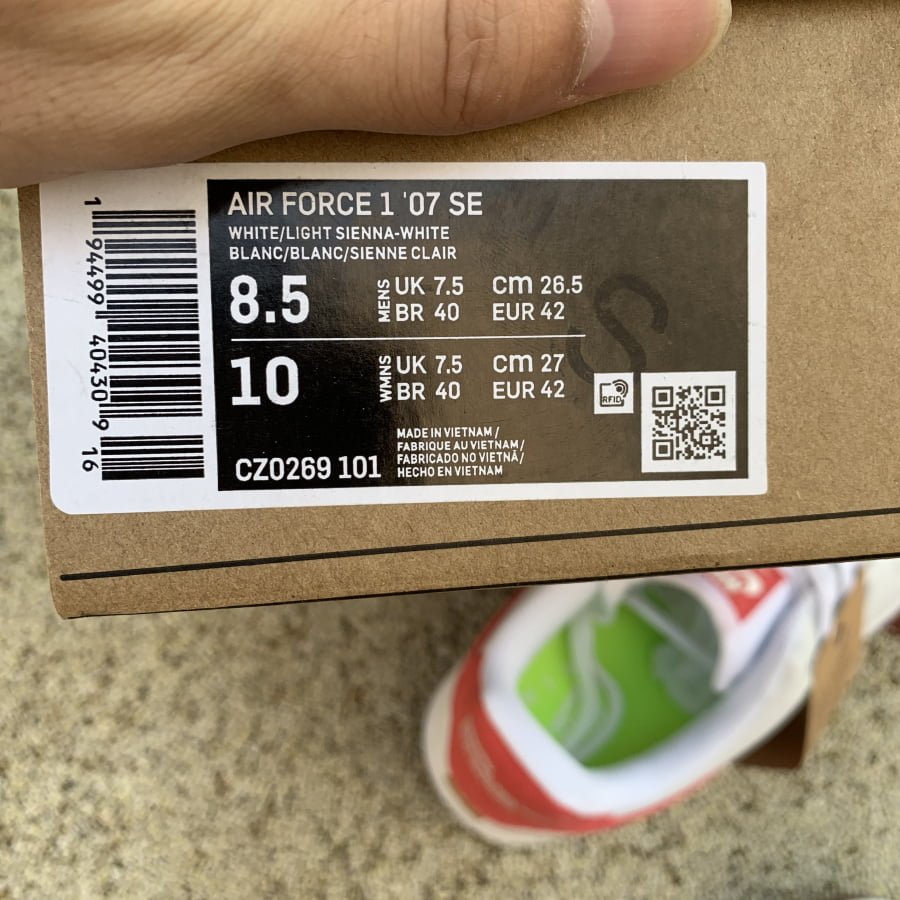 AIR FORCE 1 '07 SE
WHITE/LIGHT SIENNA-WHITE
BLANC/BLANC/SIENNE CLAIR
8.5 MENS UK 7.5 cm 26.5
BR 40 EUR 42
10 WMNS UK 7.5 cm 27
BR 40 EUR 42
CZ0269 101
MADE IN VIETNAM /
FABRIQUE AU VIETNAM /
FABRICADO NO VIETNÃ /
HECHO EN VIETNAM
RFID
1 94499 40430 9 16